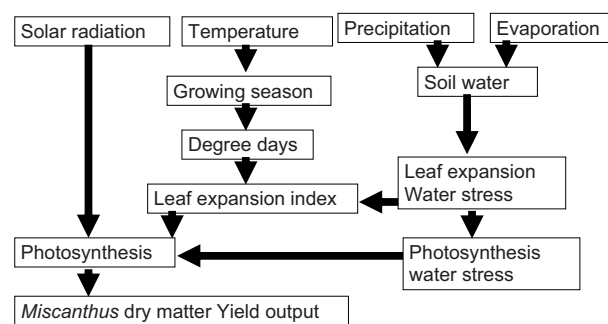 Solar radiation
Temperature
Precipitation
Evaporation
Soil water
Growing season
Degree days
Leaf expansion
Water stress
Leaf expansion index
Photosynthesis
Photosynthesis
water stress
Miscanthus dry matter Yield output